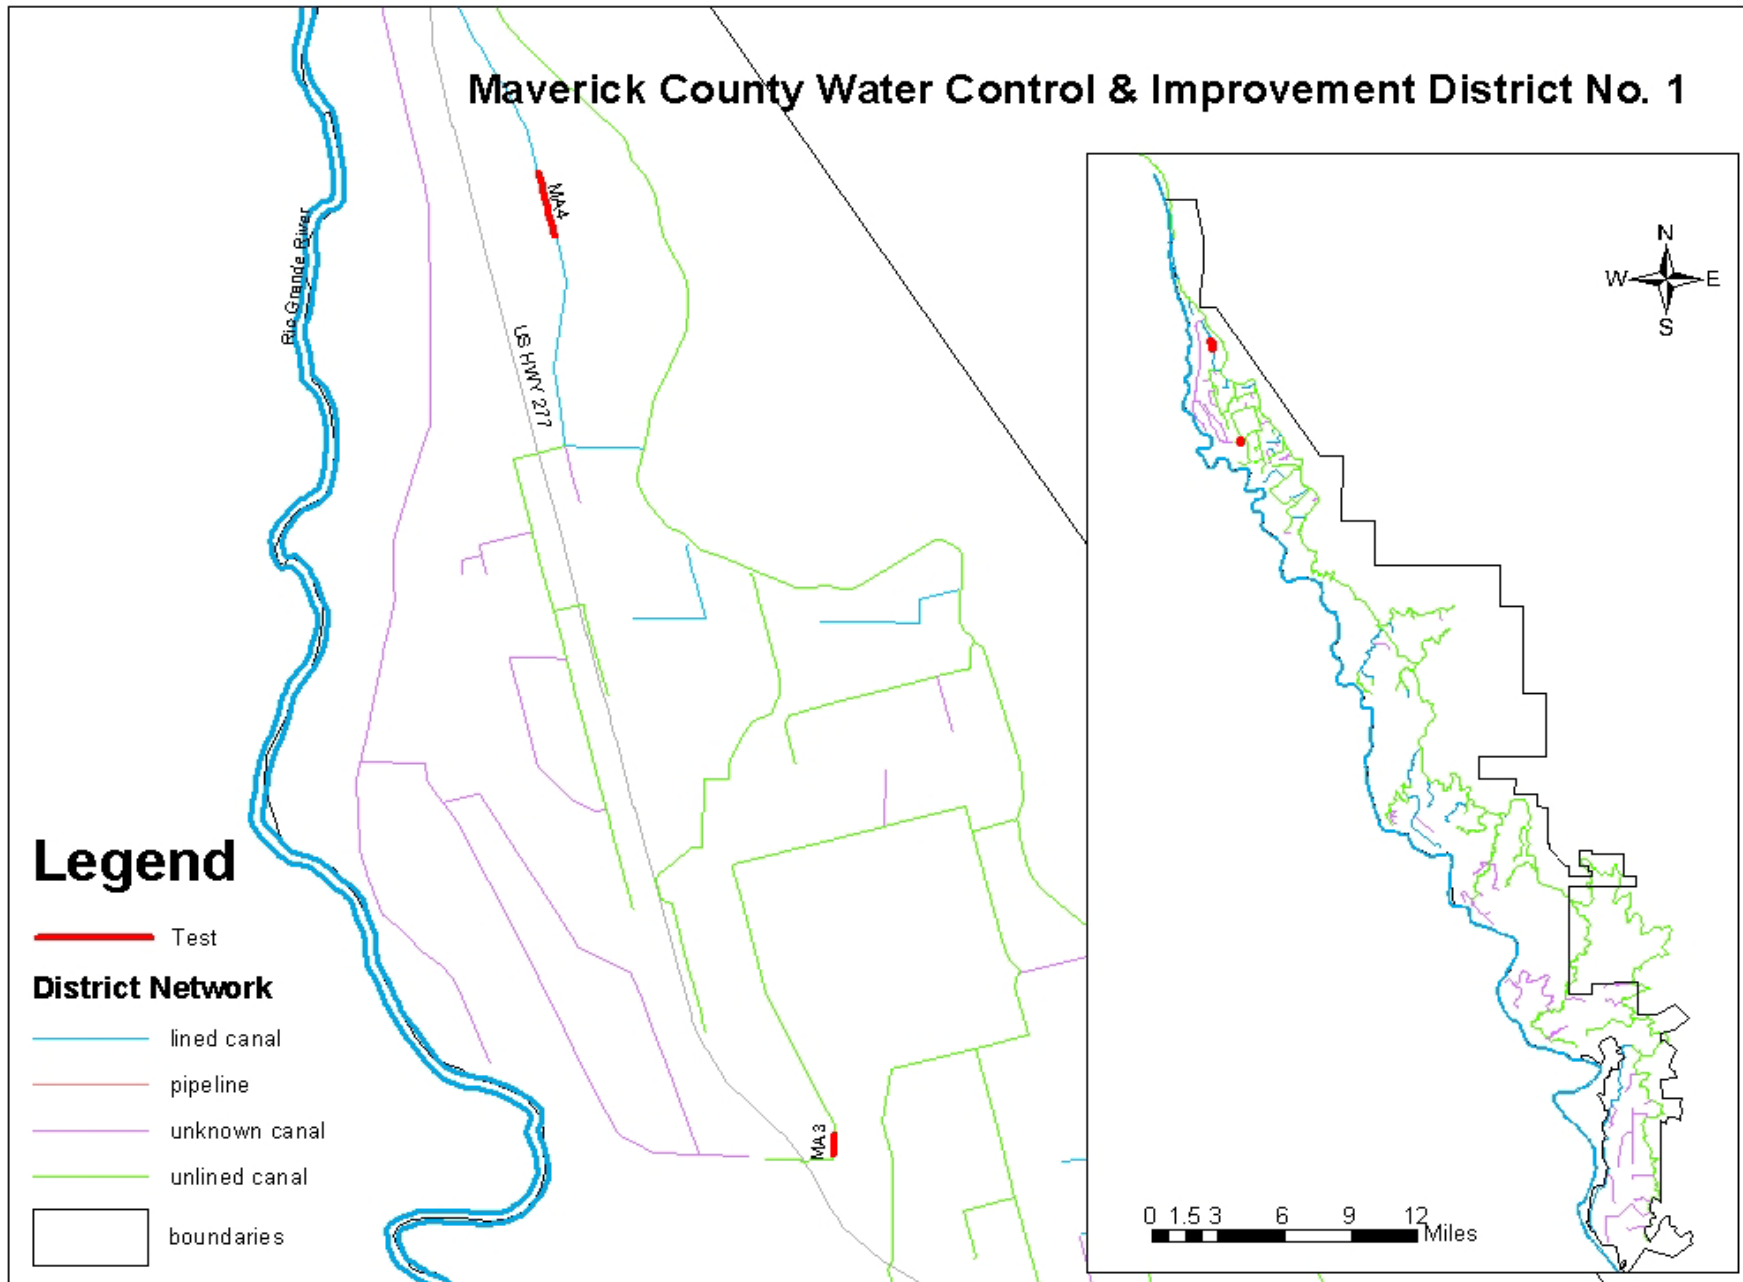 Maverick County Water Control & Improvement District No. 1
MA4
Rio Grande River
US HWY 277
N
W E
S
Legend
Test
District Network
lined canal
pipeline
unknown canal
unlined canal
boundaries
MA3
0 1.5 3 6 9 12
Miles